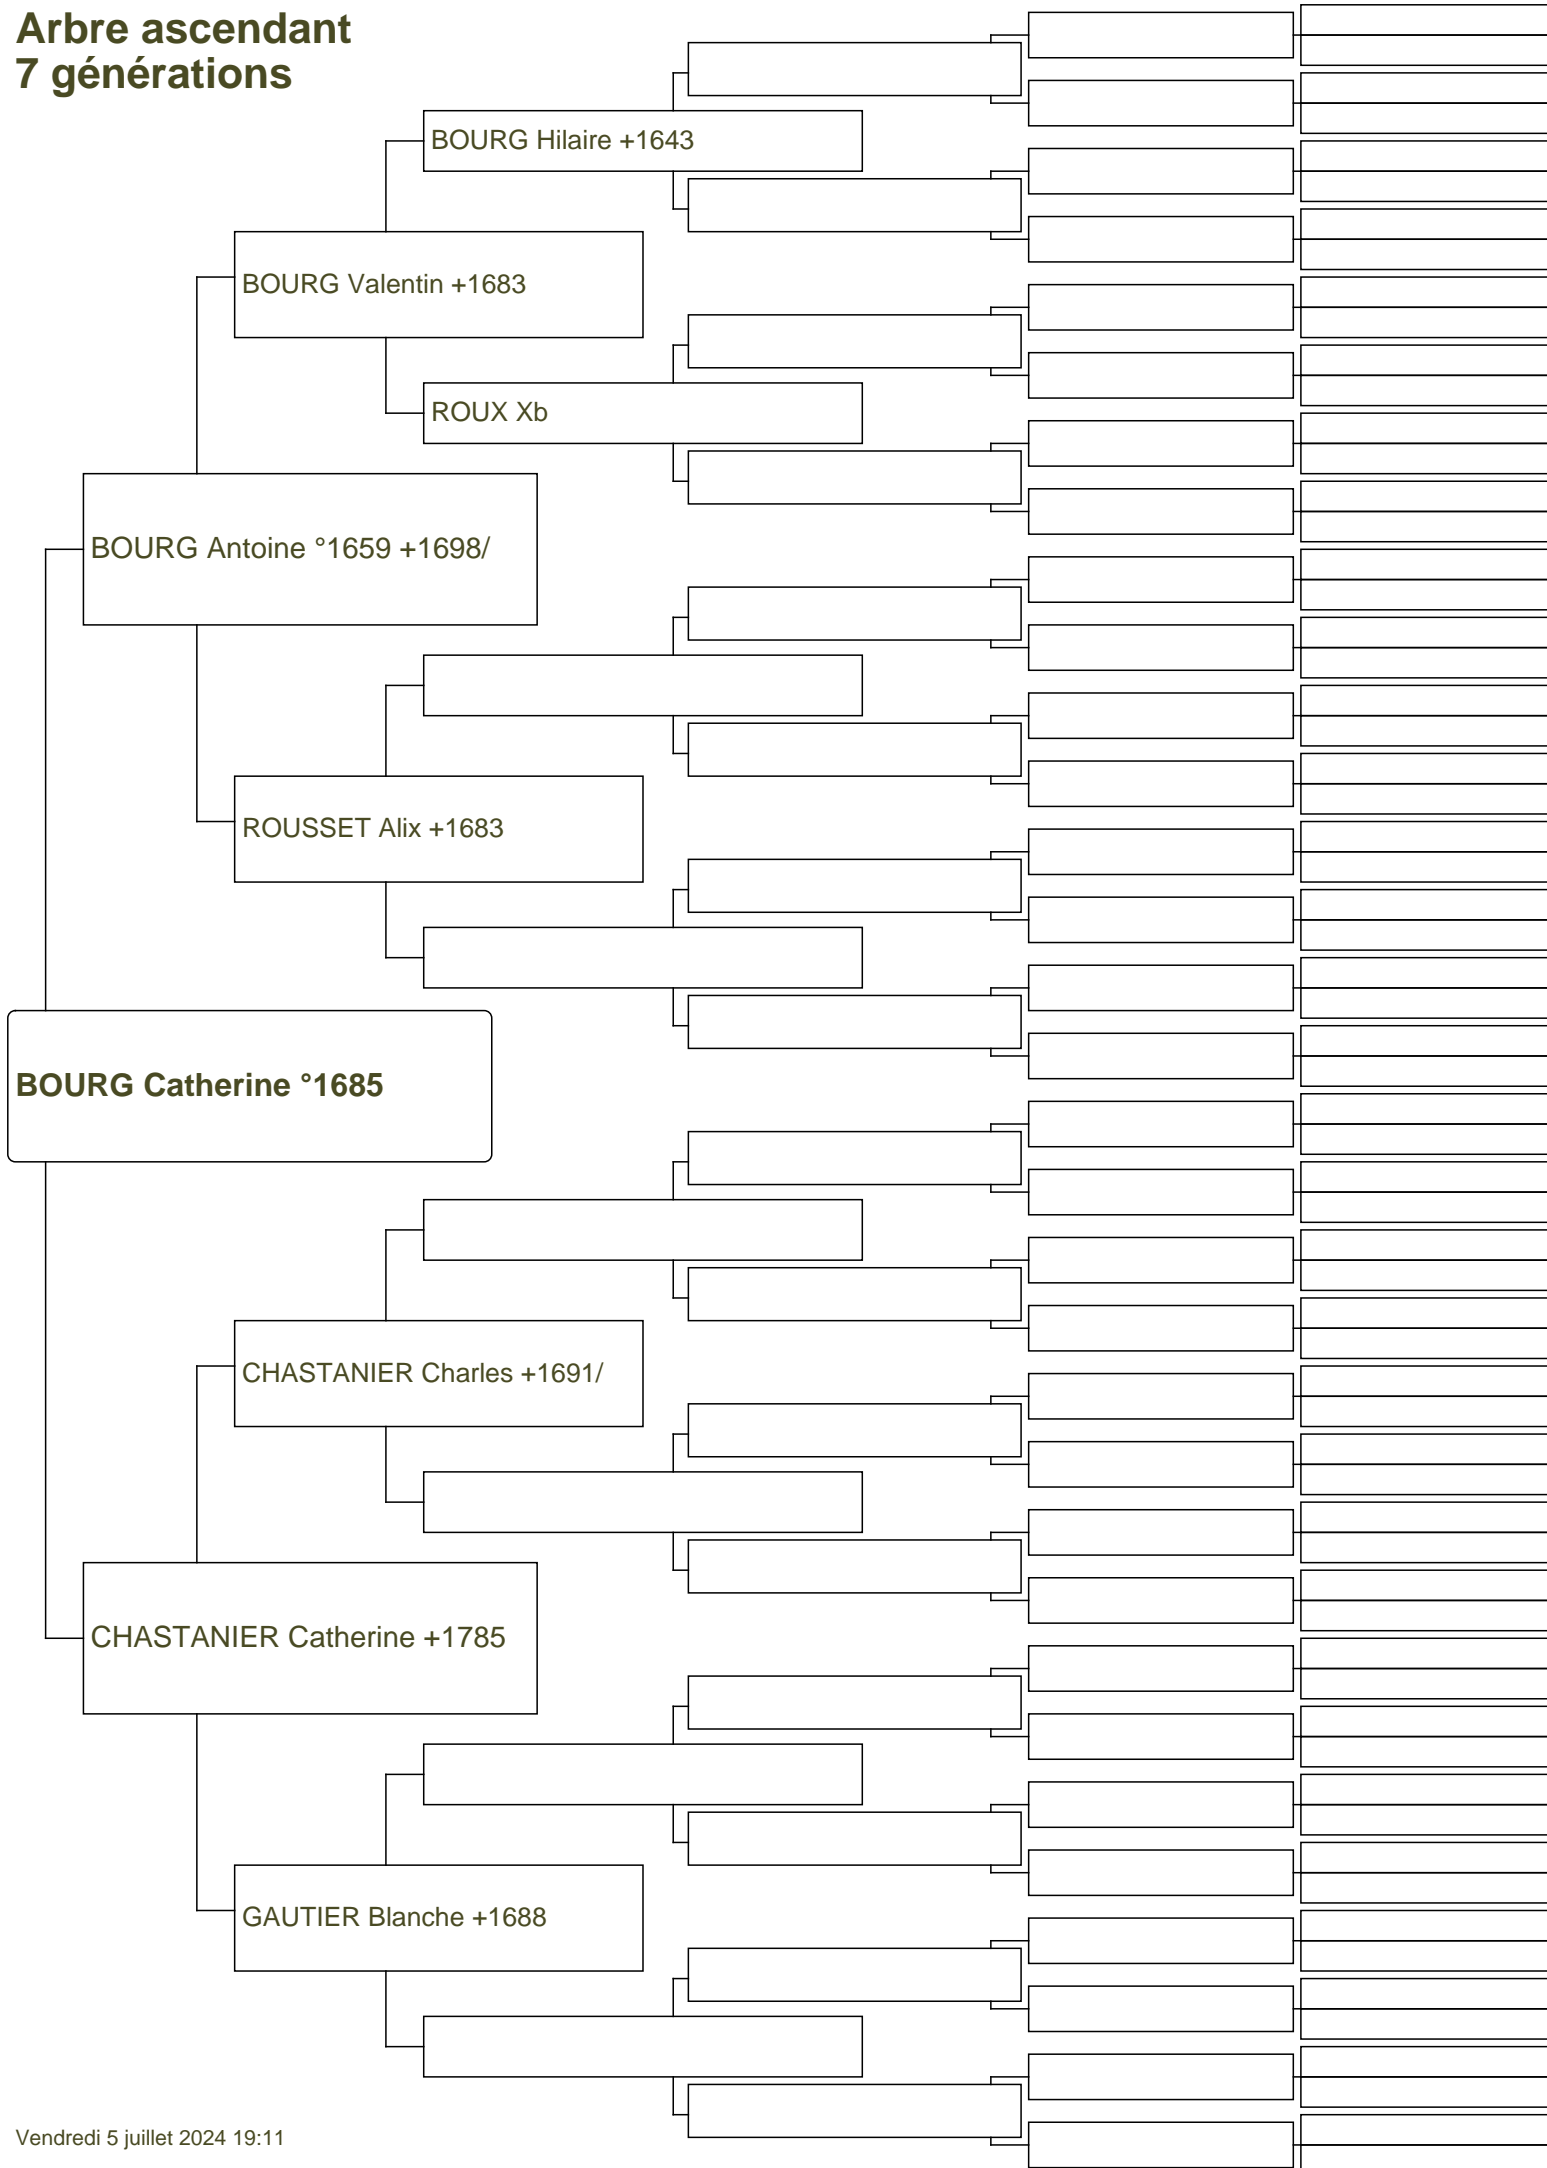 Arbre ascendant
7 générations
BOURG Hilaire +1643
BOURG Valentin +1683
ROUX Xb
BOURG Antoine °1659 +1698/
ROUSSET Alix +1683
BOURG Catherine °1685
CHASTANIER Charles +1691/
CHASTANIER Catherine +1785
GAUTIER Blanche +1688
Vendredi 5 juillet 2024 19:11